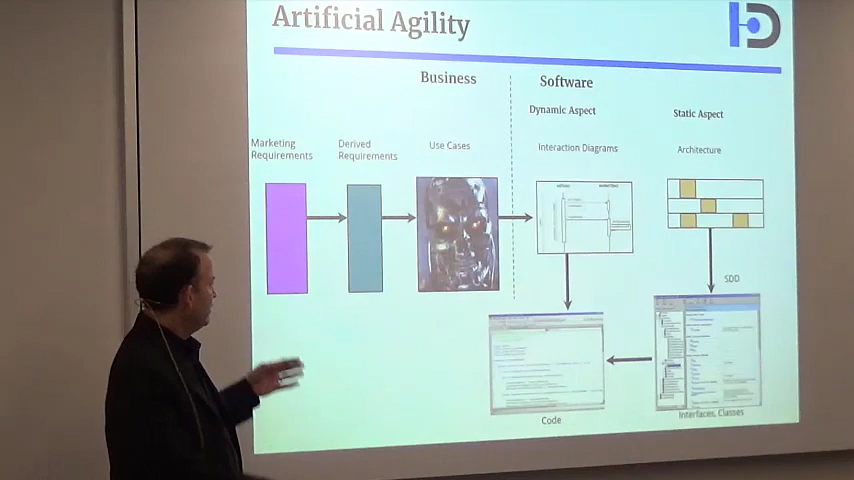 Artificial Agility
Business
Software
Dynamic Aspect
Static Aspect
Marketing
Requirements
Derived
Requirements
Use Cases
Interaction Diagrams
Architecture
SDD
Code
Interfaces, Classes